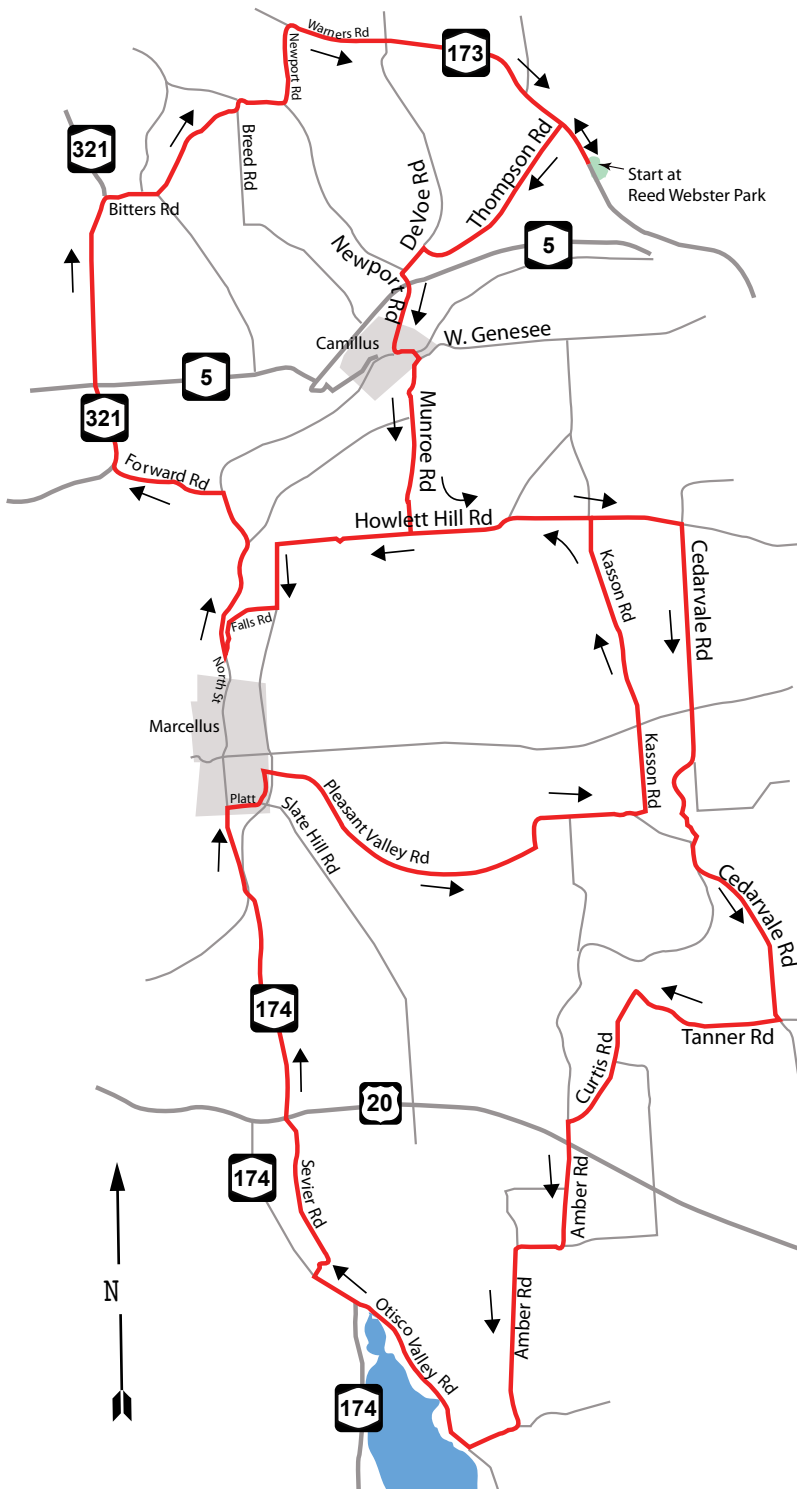 Warners Rd
173
Newport Rd
321
Breed Rd
DeVoe Rd
Thompson Rd
Start at
Reed Webster Park
Bitters Rd
5
Newport
Rd
Camillus
W. Genesee
5
321
Munroe Rd
Forward Rd
Howlett Hill Rd
Kasson Rd
Cedarvale Rd
Falls Rd
North St
Marcellus
Kasson Rd
Platt
Pleasant Valley Rd
Slate Hill Rd
Cedarvale Rd
174
Tanner Rd
Curtis Rd
20
174
Sevier Rd
Amber Rd
N
Otisco Valley Rd
Amber Rd
174